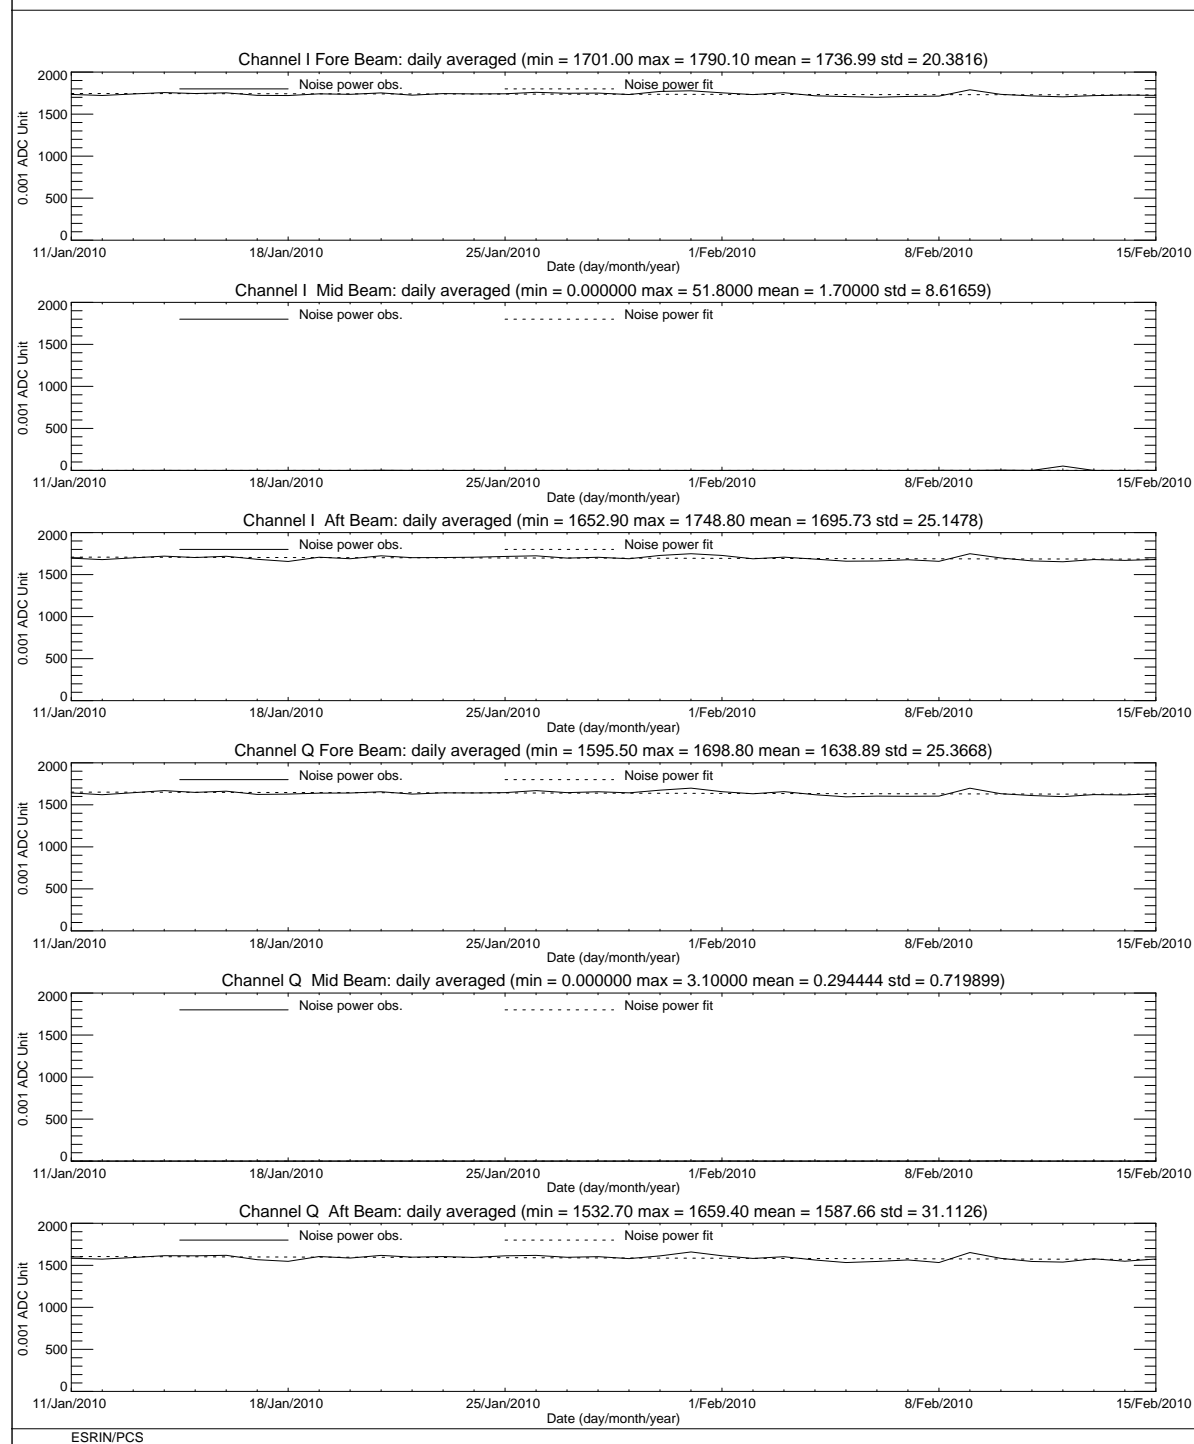 Channel I Fore Beam: daily averaged (min = 1701.00 max = 1790.10 mean = 1736.99 std = 20.3816)
2000
Noise power obs.
Noise power fit
1500
0.001 ADC Unit
1000
500
0
11/Jan/2010 18/Jan/2010 25/Jan/2010 1/Feb/2010 8/Feb/2010 15/Feb/2010
Date (day/month/year)
Channel I  Mid Beam: daily averaged (min = 0.000000 max = 51.8000 mean = 1.70000 std = 8.61659)
2000
Noise power obs.
Noise power fit
1500
0.001 ADC Unit
1000
500
0
11/Jan/2010 18/Jan/2010 25/Jan/2010 1/Feb/2010 8/Feb/2010 15/Feb/2010
Date (day/month/year)
Channel I  Aft Beam: daily averaged (min = 1652.90 max = 1748.80 mean = 1695.73 std = 25.1478)
2000
Noise power obs.
Noise power fit
1500
0.001 ADC Unit
1000
500
0
11/Jan/2010 18/Jan/2010 25/Jan/2010 1/Feb/2010 8/Feb/2010 15/Feb/2010
Date (day/month/year)
Channel Q Fore Beam: daily averaged (min = 1595.50 max = 1698.80 mean = 1638.89 std = 25.3668)
2000
Noise power obs.
Noise power fit
1500
0.001 ADC Unit
1000
500
0
11/Jan/2010 18/Jan/2010 25/Jan/2010 1/Feb/2010 8/Feb/2010 15/Feb/2010
Date (day/month/year)
Channel Q  Mid Beam: daily averaged (min = 0.000000 max = 3.10000 mean = 0.294444 std = 0.719899)
2000
Noise power obs.
Noise power fit
1500
0.001 ADC Unit
1000
500
0
11/Jan/2010 18/Jan/2010 25/Jan/2010 1/Feb/2010 8/Feb/2010 15/Feb/2010
Date (day/month/year)
Channel Q  Aft Beam: daily averaged (min = 1532.70 max = 1659.40 mean = 1587.66 std = 31.1126)
2000
Noise power obs.
Noise power fit
1500
0.001 ADC Unit
1000
500
0
11/Jan/2010 18/Jan/2010 25/Jan/2010 1/Feb/2010 8/Feb/2010 15/Feb/2010
Date (day/month/year)
ESRIN/PCS